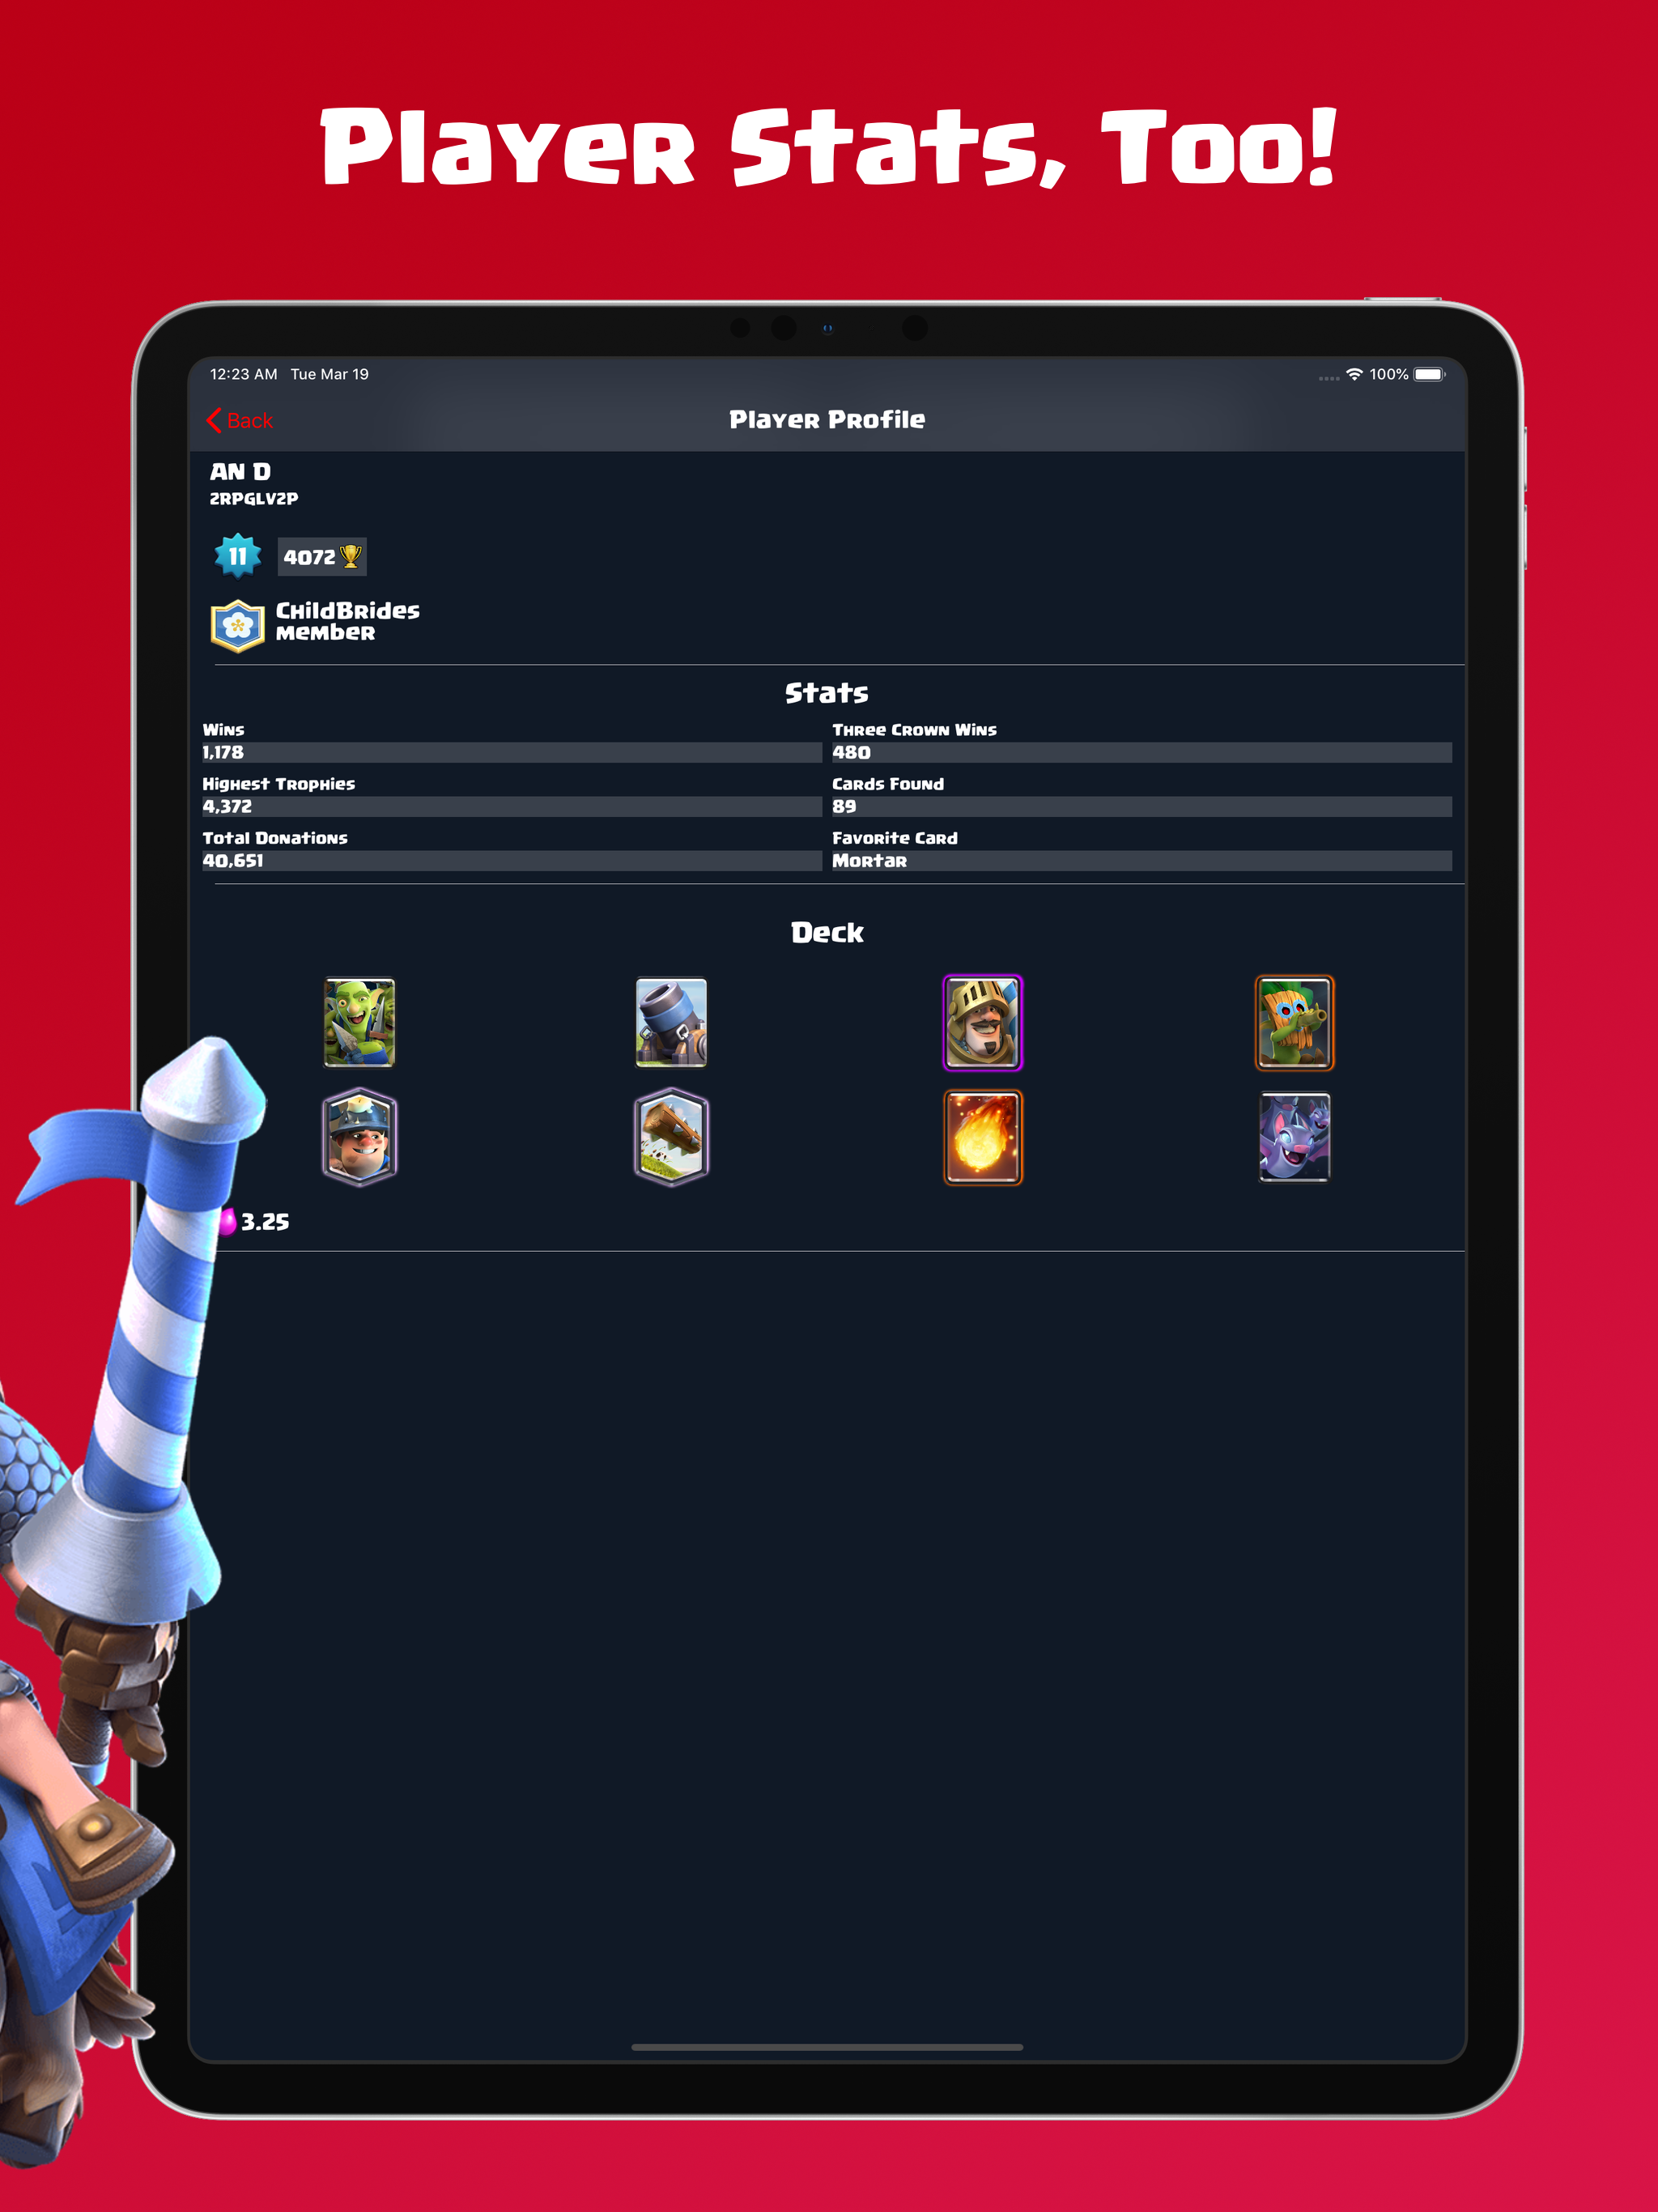 Player Stats, Too!
12:23 AM Tue Mar 19
100%
Back
Player Profile
AN D
2RPGLV2P
11
4072
ChildBrides
member
Stats
Wins
Three Crown Wins
1,178
480
Highest Trophies
Cards Found
4,372
89
Total Donations
Favorite Card
40,651
Mortar
Deck
3.25